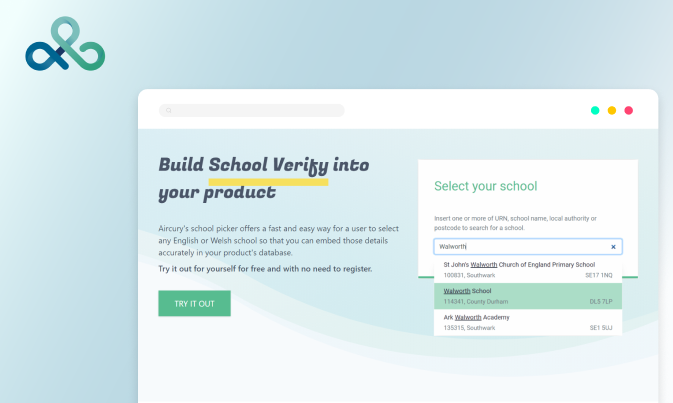 Build School Verify into
your product
Aircury's school picker offers a fast and easy way for a user to select
any English or Welsh school so that you can embed those details
accurately in your product's database.
Try it out for yourself for free and with no need to register.
TRY IT OUT
Select your school
Insert one or more of URN, school name, local authority or
postcode to search for a school.
Walworth
St John's Walworth Church of England Primary School
100831, Southwark SE17 1NQ
Walworth School
114341, County Durham DL5 7LP
Ark Walworth Academy
135315, Southwark SE1 5UJ